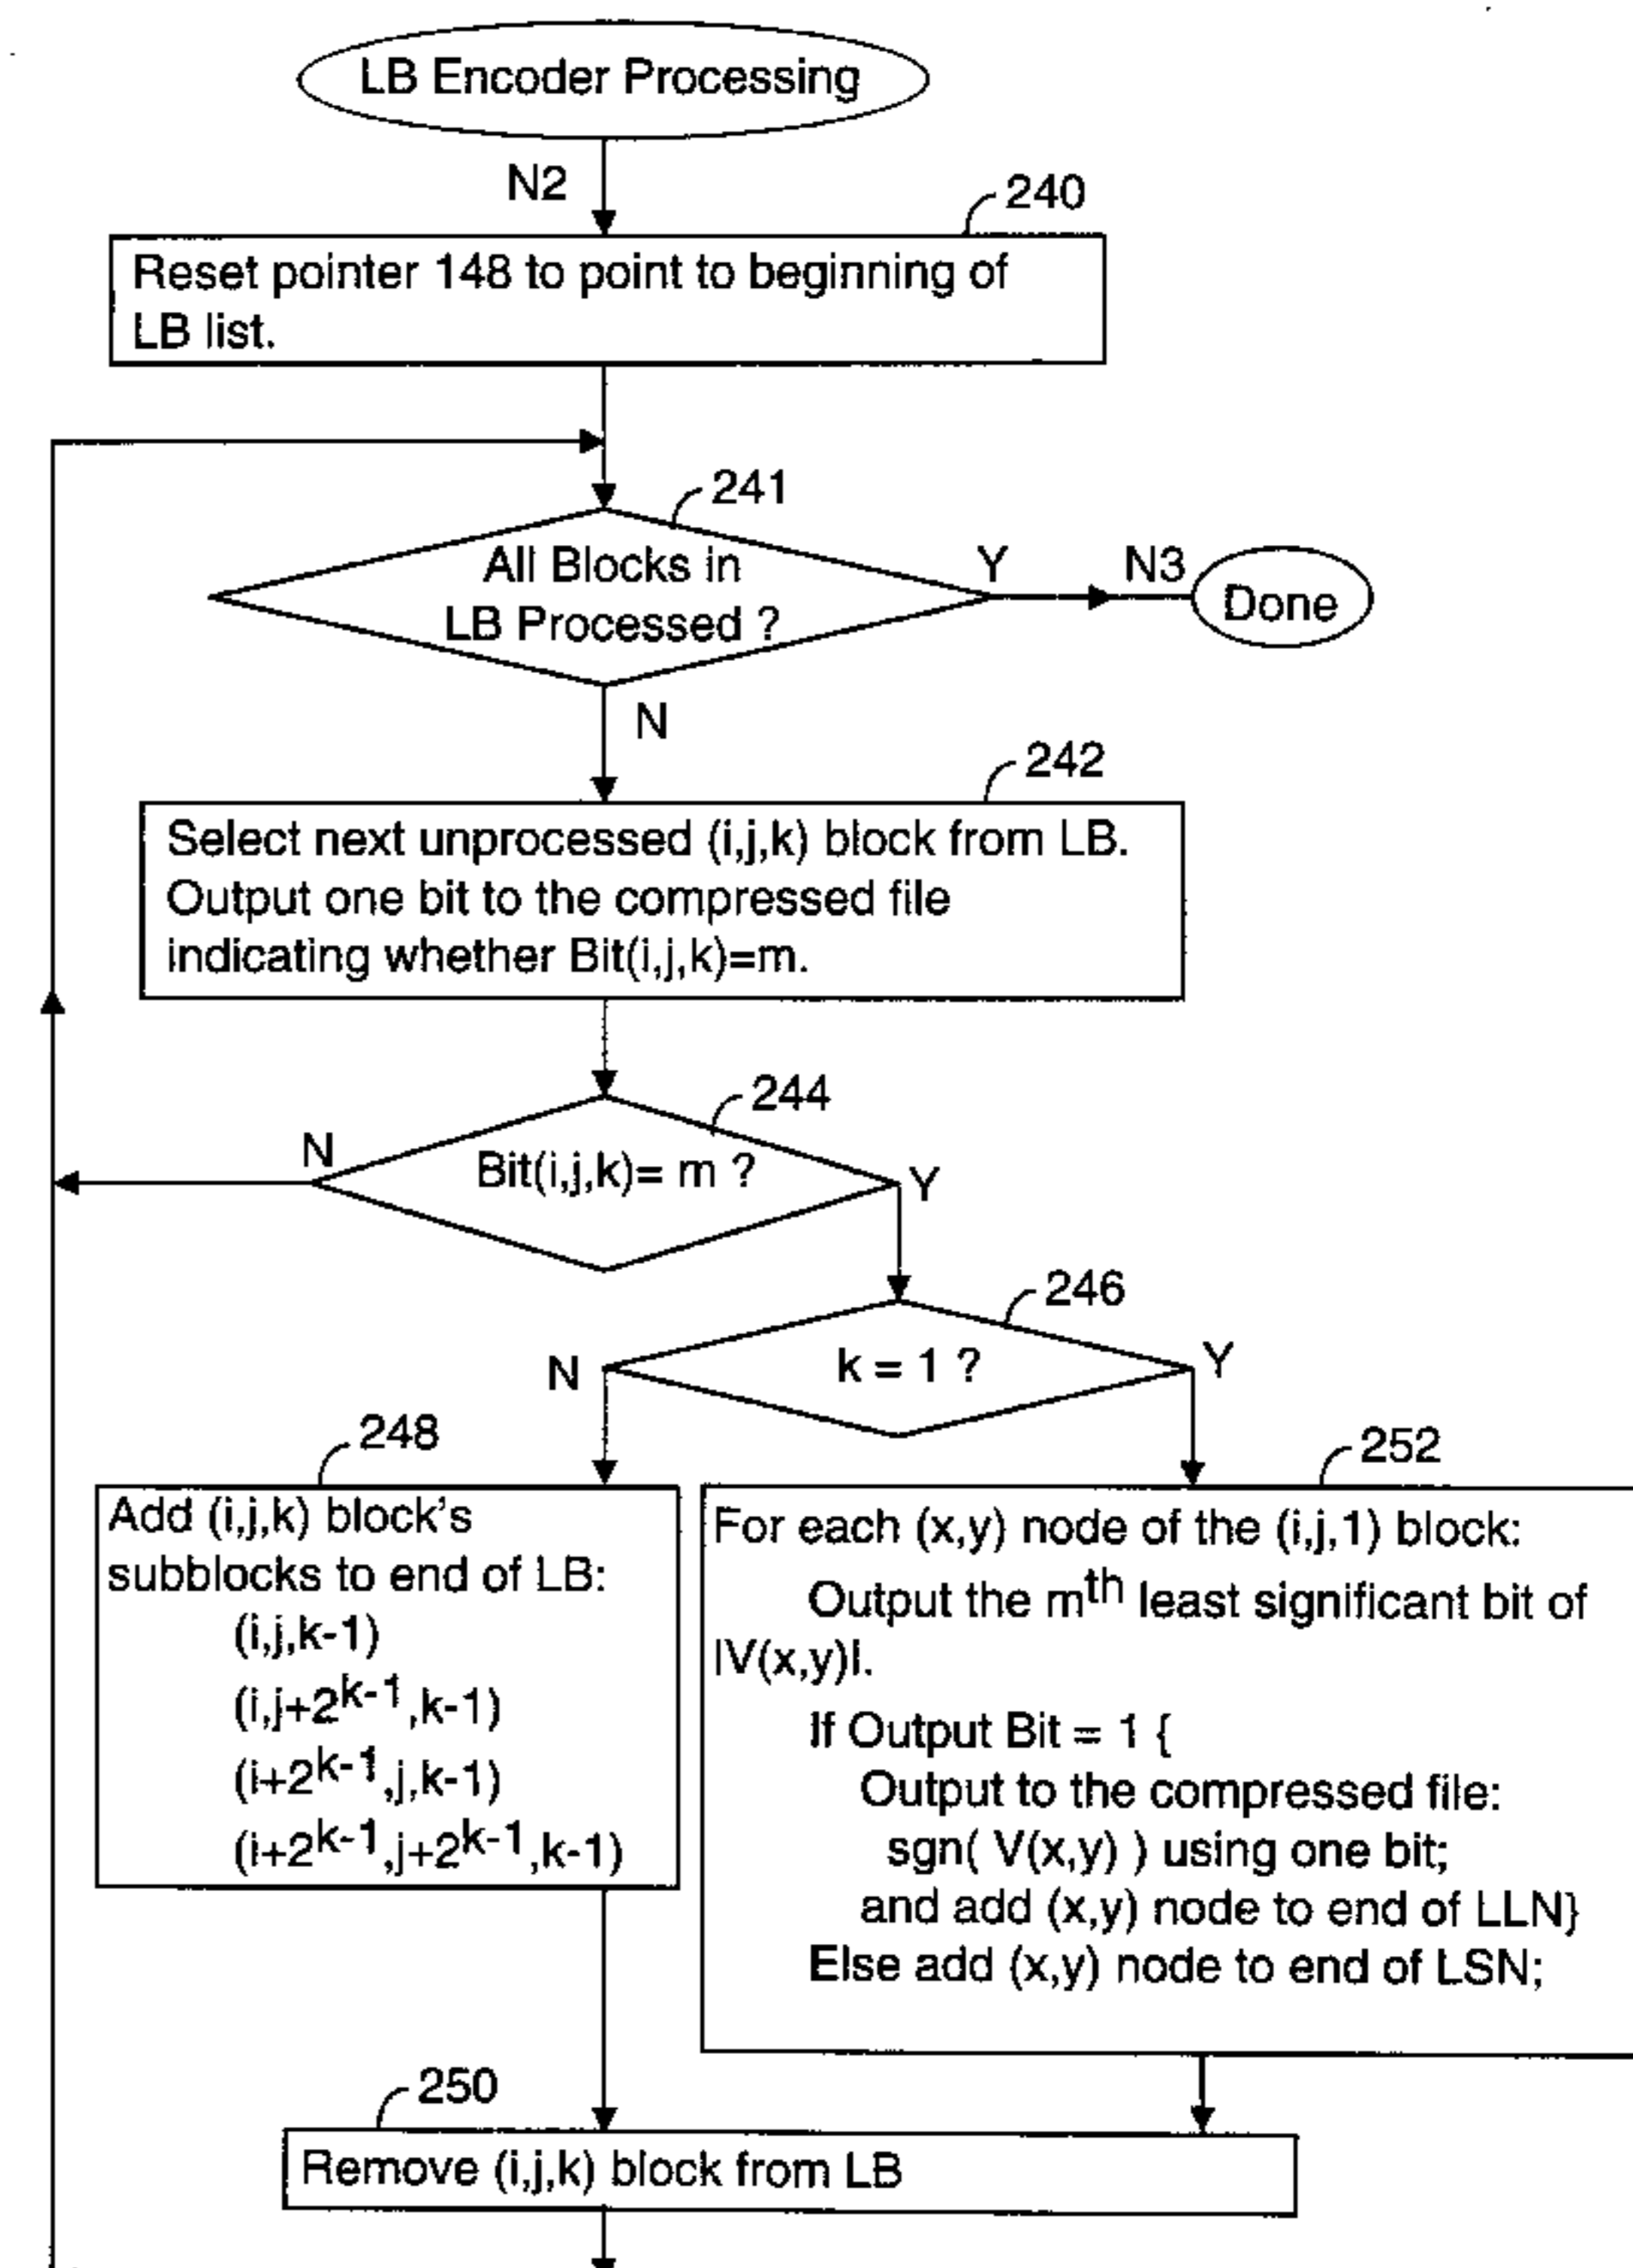 LB Encoder Processing
N2
240
Reset pointer 148 to point to beginning of
LB list.
241
All Blocks in
LB Processed ?
Y
N3
Done
N
242
Select next unprocessed (i,j,k) block from LB.
Output one bit to the compressed file
indicating whether Bit(i,j,k)=m.
244
N
Bit(i,j,k)= m ?
Y
246
N
k = 1 ?
Y
248
Add (i,j,k) block's
subblocks to end of LB:
(i,j,k-1)
(i,j+2^k-1,k-1)
(i+2^k-1,j,k-1)
(i+2^k-1,j+2^k-1,k-1)
252
For each (x,y) node of the (i,j,1) block:
Output the m^th least significant bit of
|V(x,y)|.
If Output Bit = 1 {
Output to the compressed file:
sgn( V(x,y) ) using one bit;
and add (x,y) node to end of LLN}
Else add (x,y) node to end of LSN;
250
Remove (i,j,k) block from LB